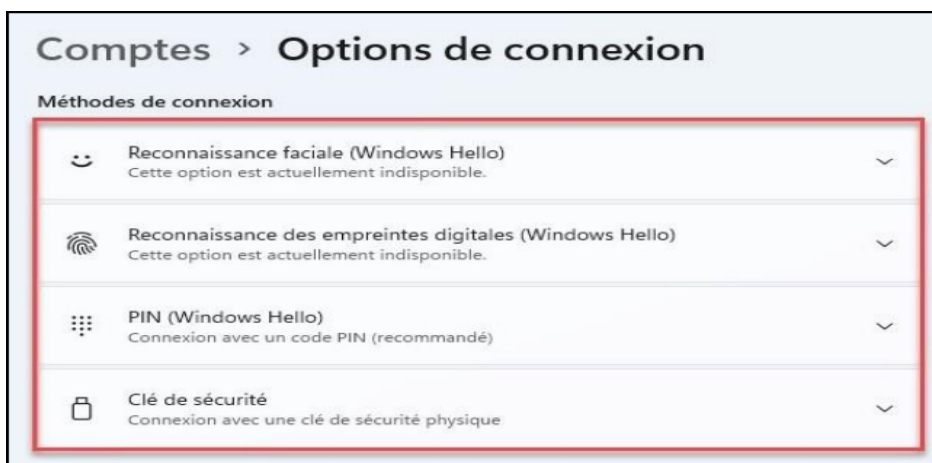 Comptes > Options de connexion
Méthodes de connexion
Reconnaissance faciale (Windows Hello)
Cette option est actuellement indisponible.
Reconnaissance des empreintes digitales (Windows Hello)
Cette option est actuellement indisponible.
PIN (Windows Hello)
Connexion avec un code PIN (recommandé)
Clé de sécurité
Connexion avec une clé de sécurité physique